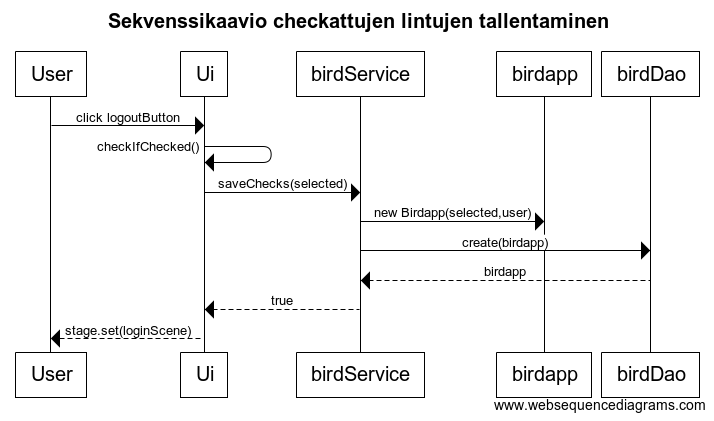 Sekvenssikaavio checkattujen lintujen tallentaminen
User Ui birdService birdapp birdDao
click logoutButton
checkIfChecked()
saveChecks(selected)
new Birdapp(selected,user)
create(birdapp)
birdapp
true
stage.set(loginScene)
User Ui birdService birdapp birdDao
www.websequencediagrams.com